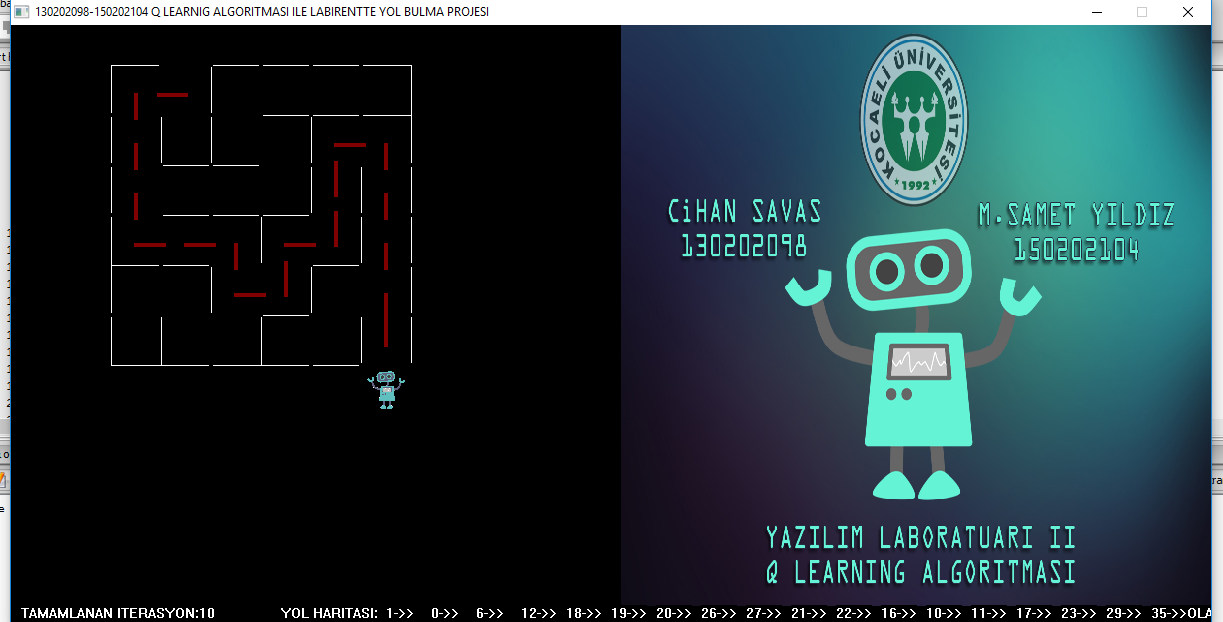 130202098-150202104 Q LEARNIG ALGORITMASI ILE LABIRENTTE YOL BULMA PROJESI
KOCAELİ ÜNİVERSİTESİ
1992
CiHAN SAVAS
130202098
M.SAMET YILDIZ
150202104
YAZILIM LABORATUARI II
Q LEARNING ALGORITMASI
TAMAMLANAN ITERASYON:10 YOL HARITASI: 1->> 0->> 6->> 12->> 18->> 19->> 20->> 26->> 27->> 21->> 22->> 16->> 10->> 11->> 17->> 23->> 29->> 35->>OLA